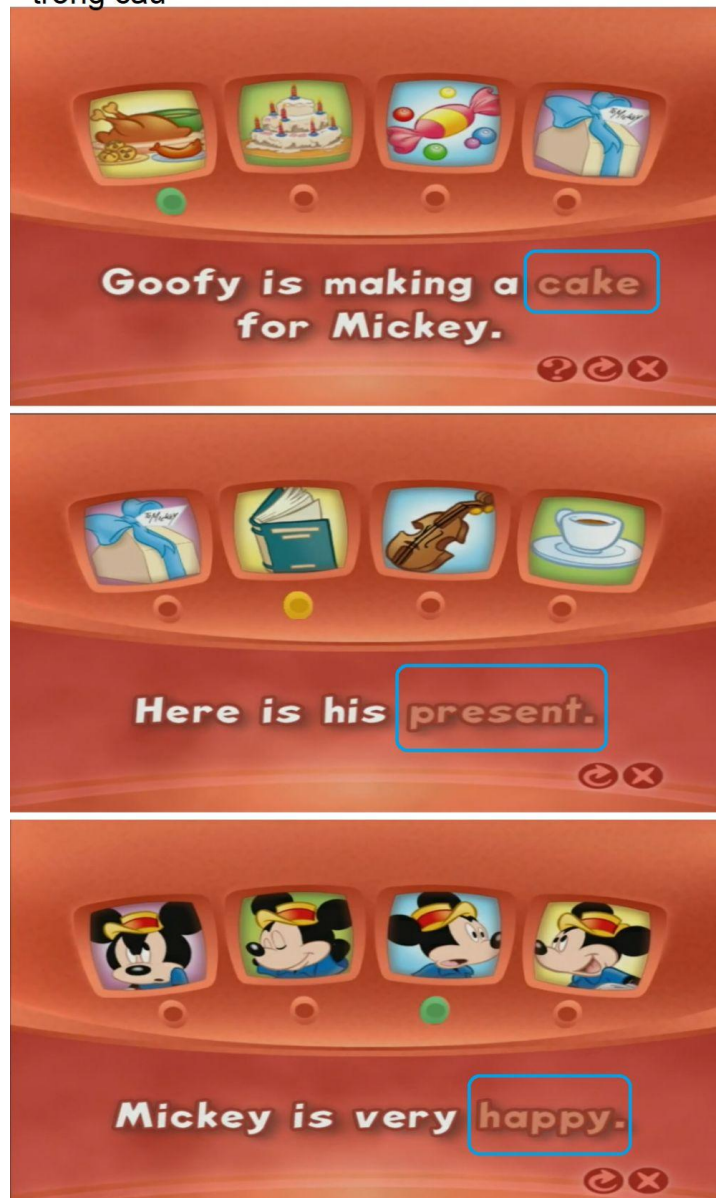 trong câu
Goofy is making a cake
for Mickey.
Here is his present.
Mickey is very happy.